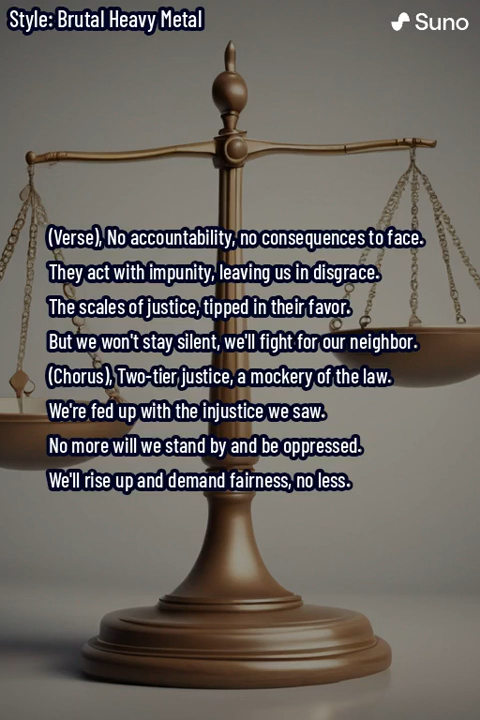 Style: Brutal Heavy Metal
Suno
(Verse), No accountability, no consequences to face.
They act with impunity, leaving us in disgrace.
The scales of justice, tipped in their favor.
But we won't stay silent, we'll fight for our neighbor.
(Chorus), Two-tier justice, a mockery of the law.
We're fed up with the injustice we saw.
No more will we stand by and be oppressed.
We'll rise up and demand fairness, no less.